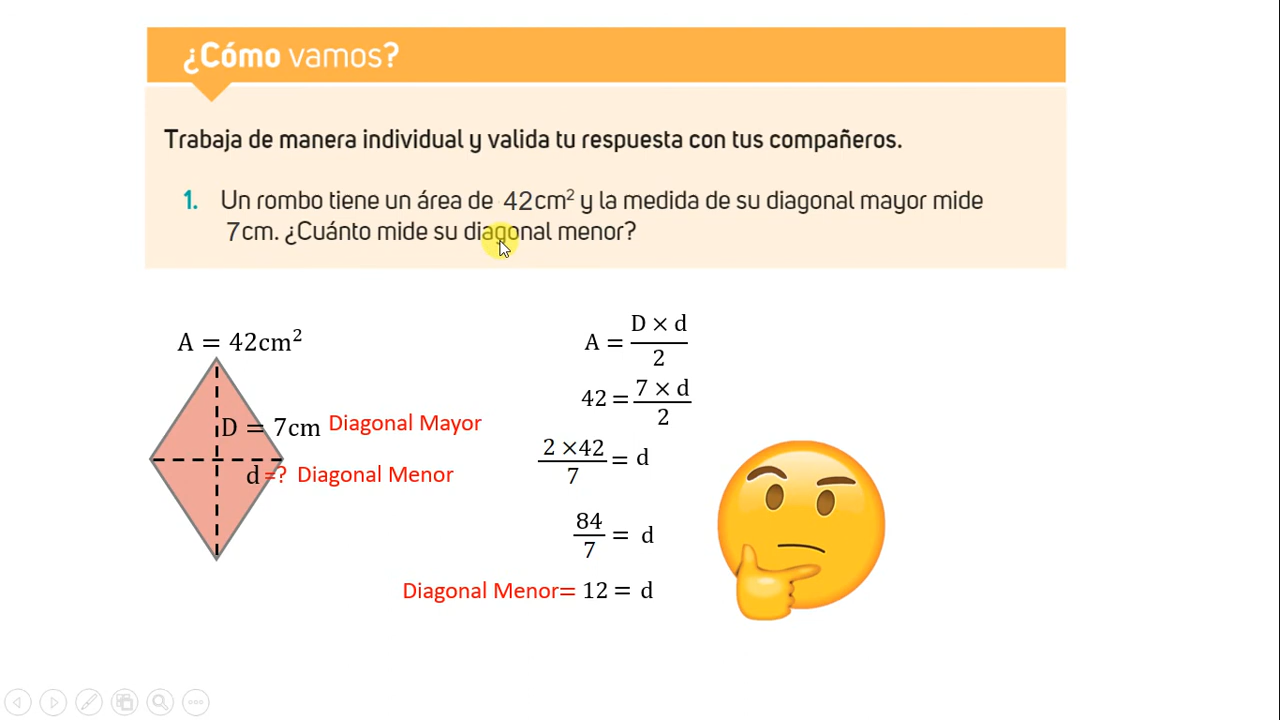 ¿Cómo vamos?
Trabaja de manera individual y valida tu respuesta con tus compañeros.
1. Un rombo tiene un área de 42cm² y la medida de su diagonal mayor mide
7cm. ¿Cuánto mide su diagonal menor?
A = 42cm²
D = 7cm Diagonal Mayor
d=? Diagonal Menor
A = D × d / 2
42 = 7 × d / 2
2 ×42 / 7 = d
84 / 7 = d
Diagonal Menor= 12 = d